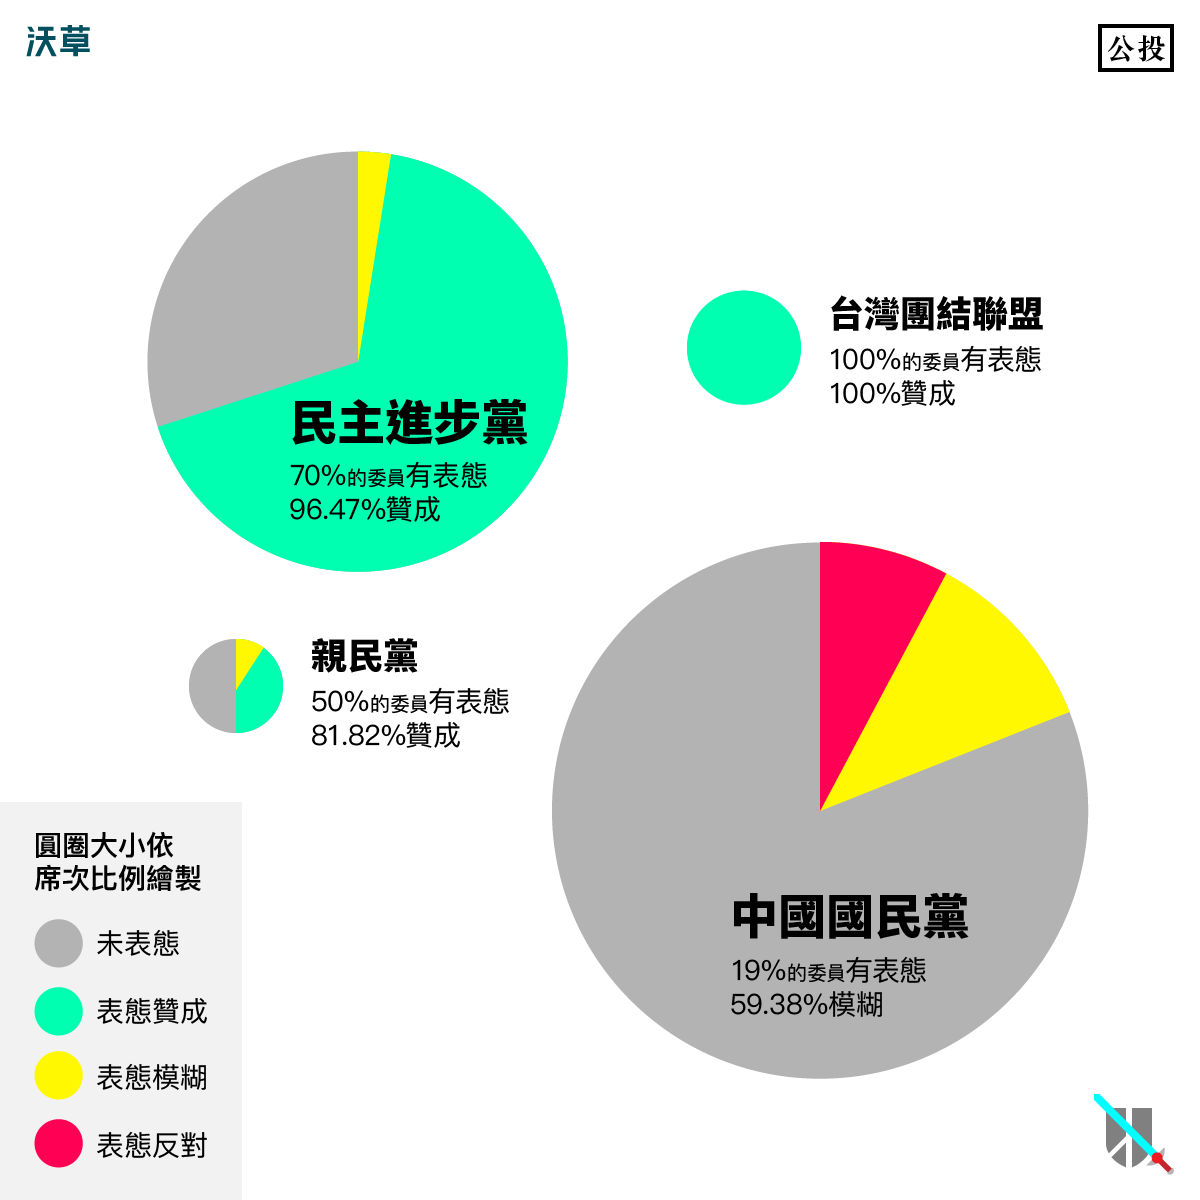 沃草
公投
民主進步黨
70%的委員有表態
96.47%贊成
台灣團結聯盟
100%的委員有表態
100%贊成
親民黨
50%的委員有表態
81.82%贊成
中國國民黨
19%的委員有表態
59.38%模糊
圓圈大小依
席次比例繪製
未表態
表態贊成
表態模糊
表態反對